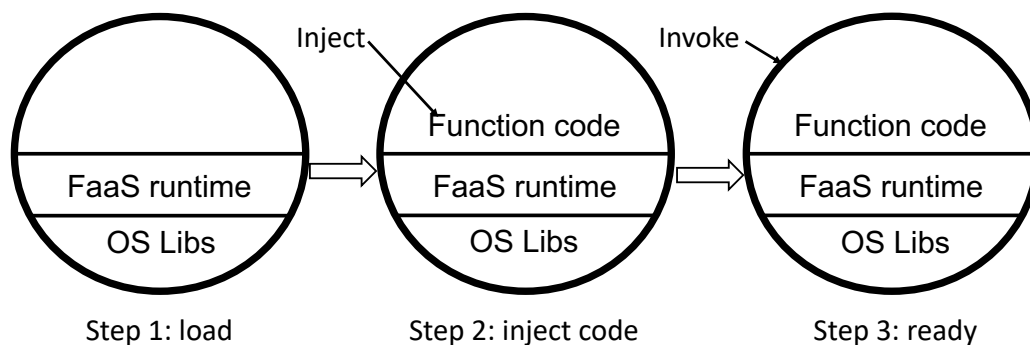 Inject
Invoke
Function code
Function code
FaaS runtime
FaaS runtime
FaaS runtime
OS Libs
OS Libs
OS Libs
Step 1: load
Step 2: inject code
Step 3: ready